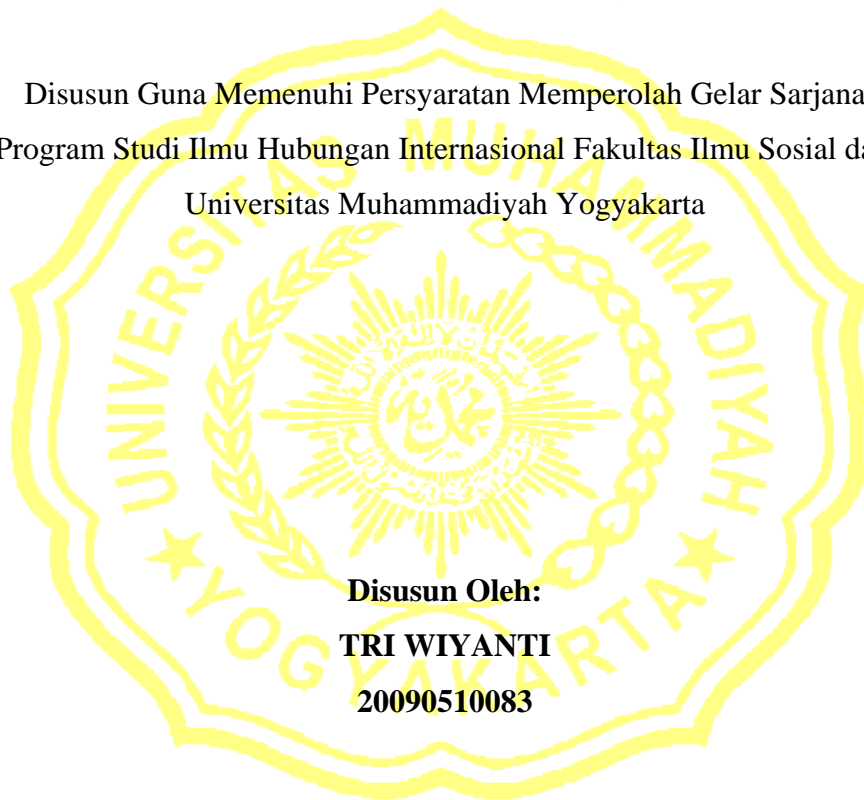 Disusun Guna Memenuhi Persyaratan Memperolah Gelar Sarjana
Program Studi Ilmu Hubungan Internasional Fakultas Ilmu Sosial
Universitas Muhammadiyah Yogyakarta
UNIVERSITAS MUHAMMADIYAH
YOGYAKARTA
Disusun Oleh:
TRI WIYANTI
20090510083